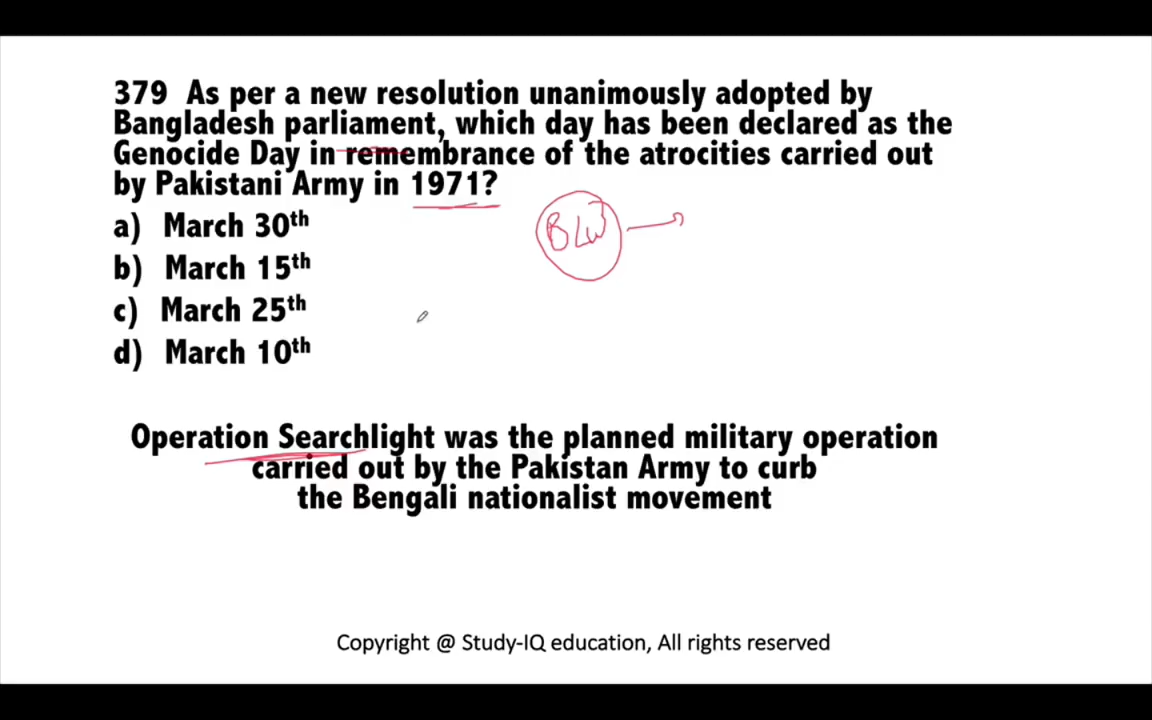 379 As per a new resolution unanimously adopted by
Bangladesh parliament, which day has been declared as the
Genocide Day in remembrance of the atrocities carried out
by Pakistani Army in 1971?
a) March 30th
BLW
b) March 15th
c) March 25th
d) March 10th
Operation Searchlight was the planned military operation
carried out by the Pakistan Army to curb
the Bengali nationalist movement
Copyright @ Study-IQ education, All rights reserved